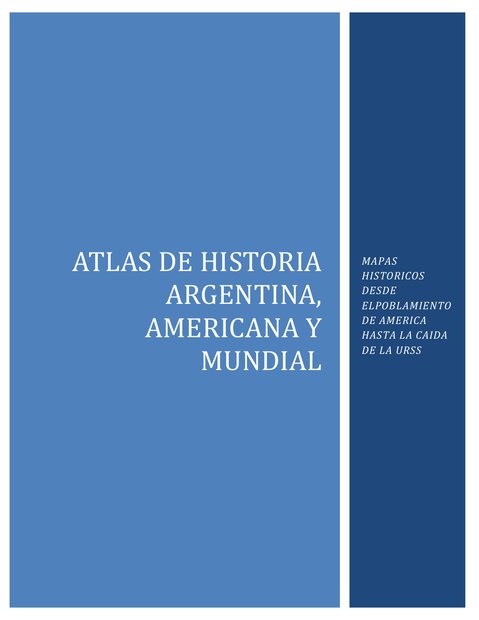 ATLAS DE HISTORIA
ARGENTINA,
AMERICANA Y
MUNDIAL
MAPAS
HISTORICOS
DESDE
ELPOBLAMIENTO
DE AMERICA
HASTA LA CAIDA
DE LA URSS